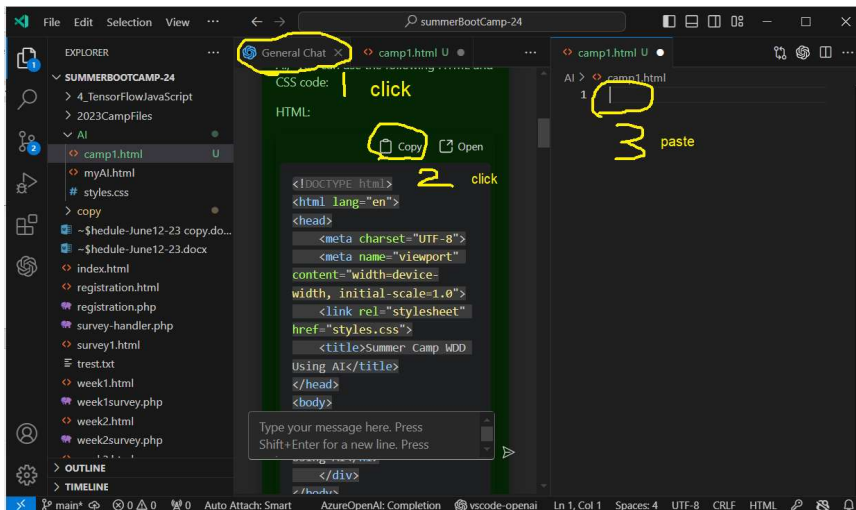 File Edit Selection View ··· summerBootCamp-24
EXPLORER ···
SUMMERBOOTCAMP-24
4_TensorFlowJavaScript
2023CampFiles
AI
camp1.html U
myAI.html
styles.css
copy
~$hedule-June12-23 copy.do...
~$hedule-June12-23.docx
index.html
registration.html
registration.php
survey-handler.php
survey1.html
trest.txt
week1.html
week1survey.php
week2.html
week2survey.php
OUTLINE
TIMELINE
1
2
General Chat camp1.html U ···
CSS code:
1 click
HTML:
Copy Open
2 click
<!DOCTYPE html>
<html lang="en">
<head>
<meta charset="UTF-8">
<meta name="viewport"
content="width=device-
width, initial-scale=1.0">
<link rel="stylesheet"
href="styles.css">
<title>Summer Camp WDD
Using AI</title>
</head>
<body>
Type your message here. Press
Shift+Enter for a new line. Press
</div>
</body>
camp1.html U ···
AI > camp1.html
1
3 paste
main* 0 0 0 Auto Attach: Smart AzureOpenAI: Completion vscode-openai Ln 1, Col 1 Spaces: 4 UTF-8 CRLF HTML